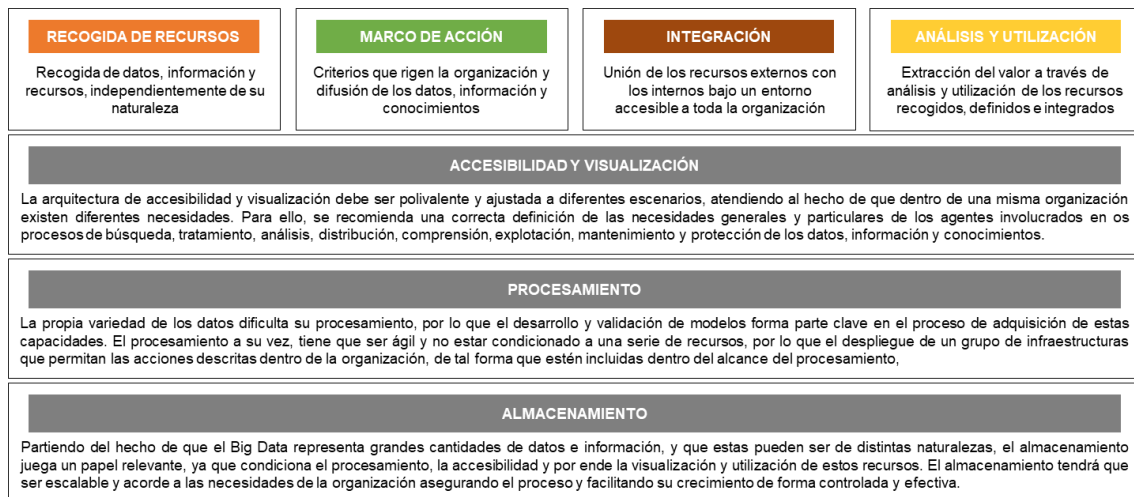 RECOGIDA DE RECURSOS
Recogida de datos, información y
recursos, independientemente de su
naturaleza
MARCO DE ACCIÓN
Criterios que rigen la organización y
difusión de los datos, información y
conocimientos
INTEGRACIÓN
Unión de los recursos externos con
los internos bajo un entorno
accesible a toda la organización
ANÁLISIS Y UTILIZACIÓN
Extracción del valor a través de
análisis y utilización de los recursos
recogidos, definidos e integrados
ACCESIBILIDAD Y VISUALIZACIÓN
La arquitectura de accesibilidad y visualización debe ser polivalente y ajustada a diferentes escenarios, atendiendo al hecho de que dentro de una misma organización
existen diferentes necesidades. Para ello, se recomienda una correcta definición de las necesidades generales y particulares de los agentes involucrados en os
procesos de búsqueda, tratamiento, análisis, distribución, comprensión, explotación, mantenimiento y protección de los datos, información y conocimientos.
PROCESAMIENTO
La propia variedad de los datos dificulta su procesamiento, por lo que el desarrollo y validación de modelos forma parte clave en el proceso de adquisición de estas
capacidades. El procesamiento a su vez, tiene que ser ágil y no estar condicionado a una serie de recursos, por lo que el despliegue de un grupo de infraestructuras
que permitan las acciones descritas dentro de la organización, de tal forma que estén incluidas dentro del alcance del procesamiento,
ALMACENAMIENTO
Partiendo del hecho de que el Big Data representa grandes cantidades de datos e información, y que estas pueden ser de distintas naturalezas, el almacenamiento
juega un papel relevante, ya que condiciona el procesamiento, la accesibilidad y por ende la visualización y utilización de estos recursos. El almacenamiento tendrá que
ser escalable y acorde a las necesidades de la organización asegurando el proceso y facilitando su crecimiento de forma controlada y efectiva.